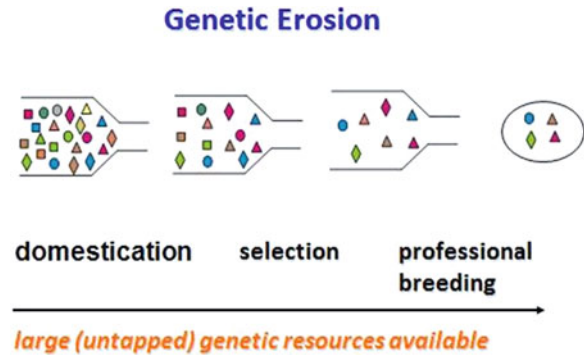 Genetic Erosion
domestication selection professional
breeding
large (untapped) genetic resources available